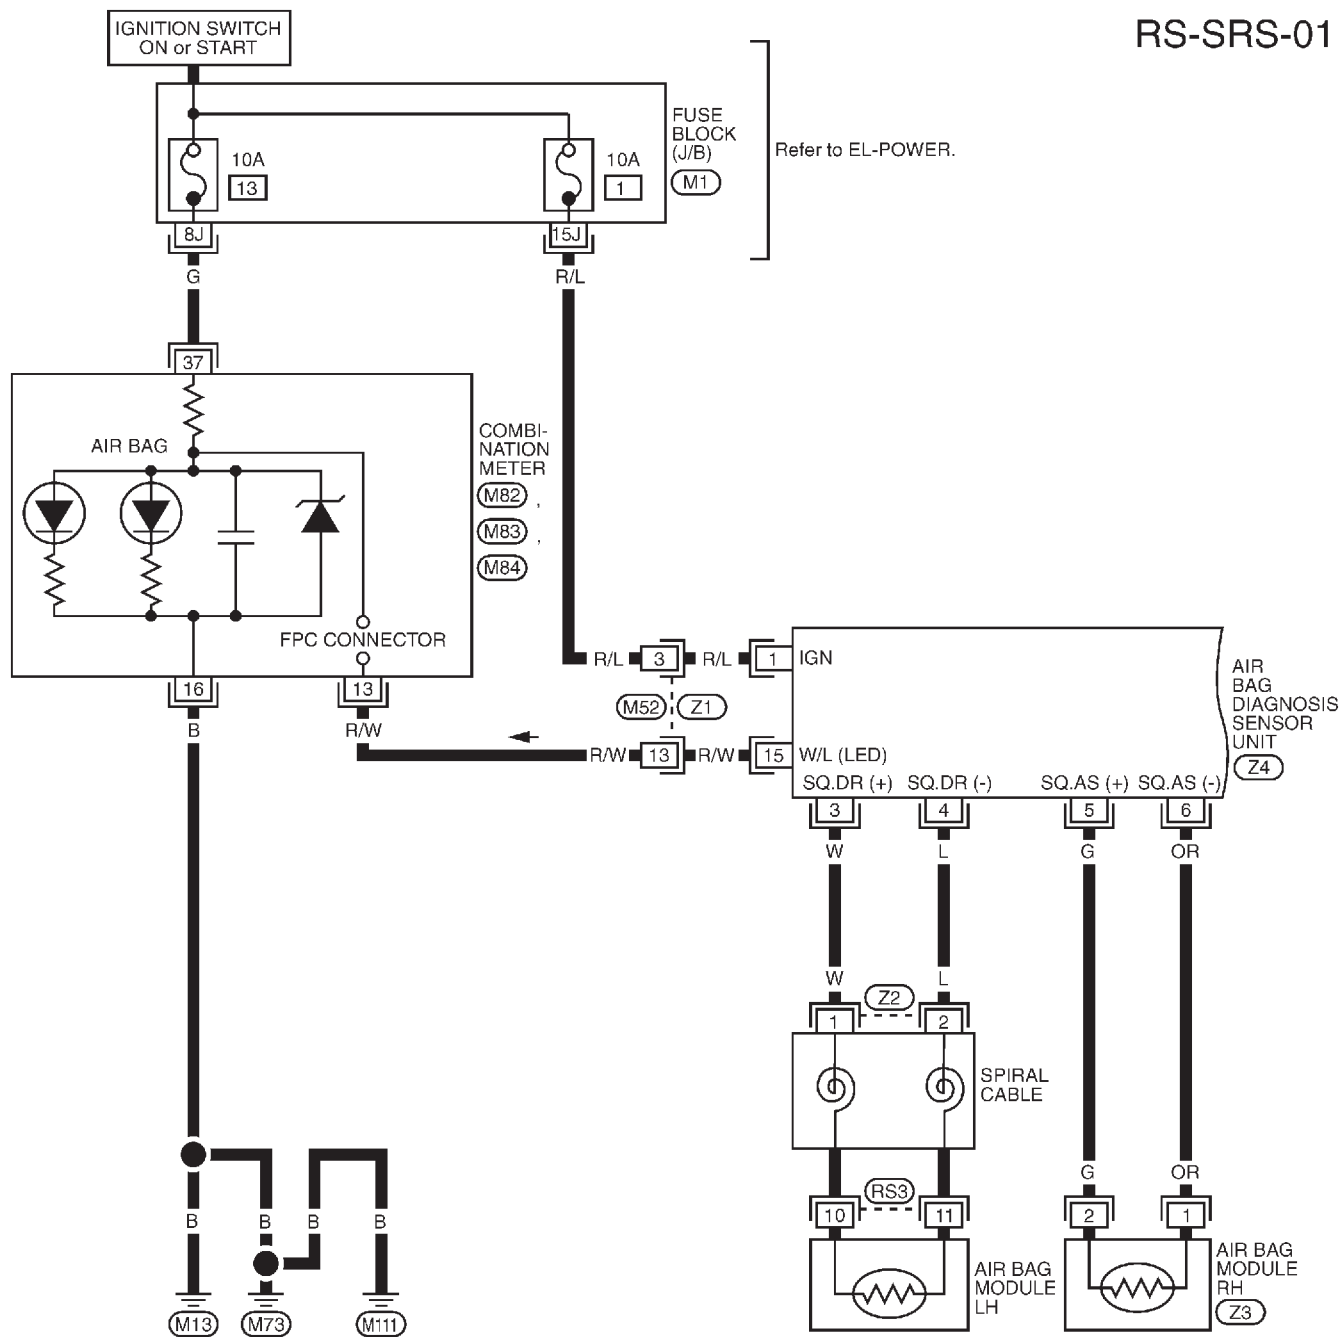 RS-SRS-01
IGNITION SWITCH
ON or START
FUSE
BLOCK
(J/B)
M1
Refer to EL-POWER.
10A
13
10A
1
8J
15J
G
R/L
37
AIR BAG
COMBI-
NATION
METER
M82 ,
M83 ,
M84
FPC CONNECTOR
16
13
B
R/W
R/L
3
R/L
1
IGN
M52
Z1
R/W
13
R/W
15
W/L (LED)
AIR
BAG
DIAGNOSIS
SENSOR
UNIT
Z4
SQ.DR (+)
SQ.DR (-)
SQ.AS (+)
SQ.AS (-)
3
4
5
6
W
L
G
OR
W
L
Z2
1
2
SPIRAL
CABLE
G
OR
RS3
10
11
2
1
B
B
B
B
AIR BAG
MODULE
LH
AIR BAG
MODULE
RH
Z3
M13
M73
M111